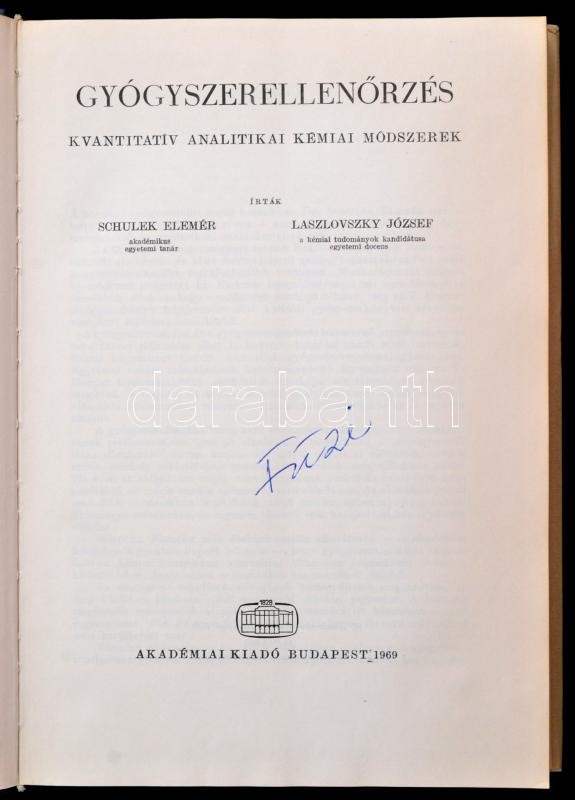 GYÓGYSZERELLENŐRZÉS
KVANTITATÍV ANALITIKAI KÉMIAI MÓDSZEREK
ÍRTÁK
SCHULEK ELEMÉR
akadémikus
egyetemi tanár
LASZLOVSZKY JÓZSEF
a kémiai tudományok kandidátusa
egyetemi docens
darabanth
1828
AKADÉMIAI KIADÓ BUDAPEST 1969